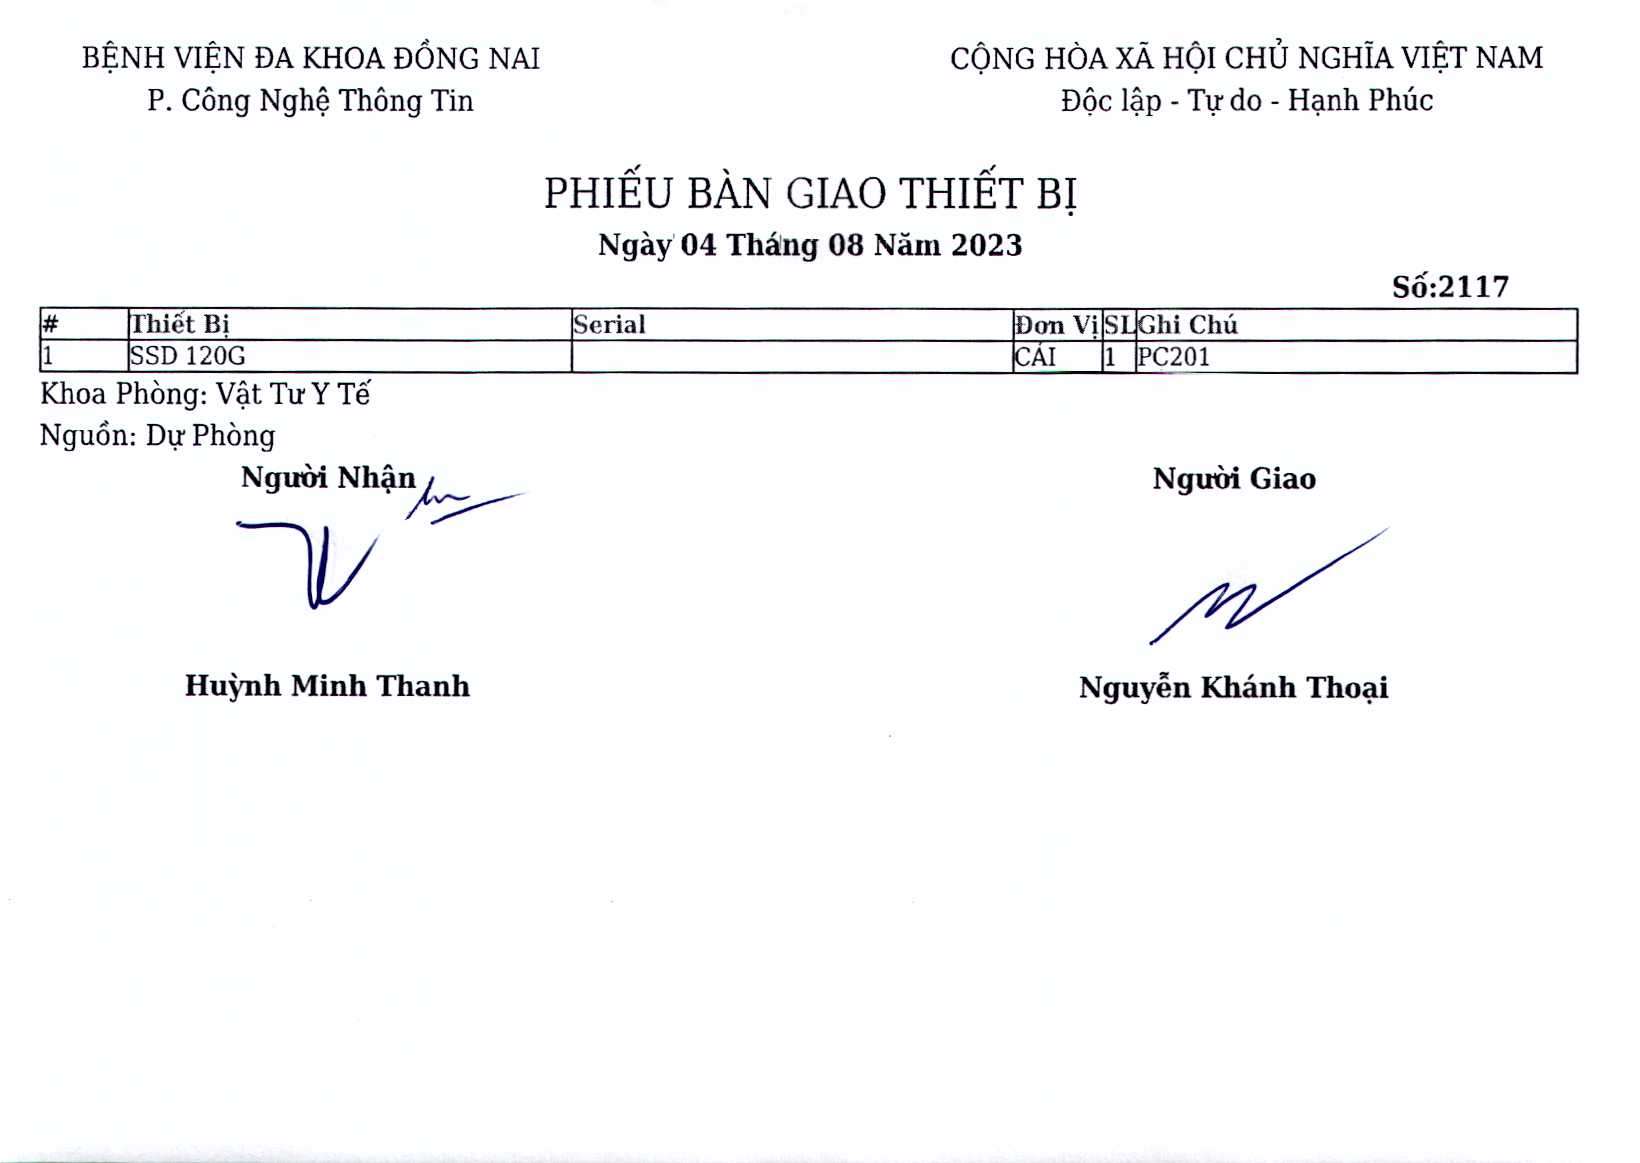 BỆNH VIỆN ĐA KHOA ĐỒNG NAI
P. Công Nghệ Thông Tin
CỘNG HÒA XÃ HỘI CHỦ NGHĨA VIỆT NAM
Độc lập - Tự do - Hạnh Phúc
PHIẾU BÀN GIAO THIẾT BỊ
Ngày 04 Tháng 08 Năm 2023
Số:2117
# Thiết Bị Serial Đơn Vị SL Ghi Chú
1 SSD 120G CÁI 1 PC201
Khoa Phòng: Vật Tư Y Tế
Nguồn: Dự Phòng
Người Nhận Người Giao
Huỳnh Minh Thanh Nguyễn Khánh Thoại